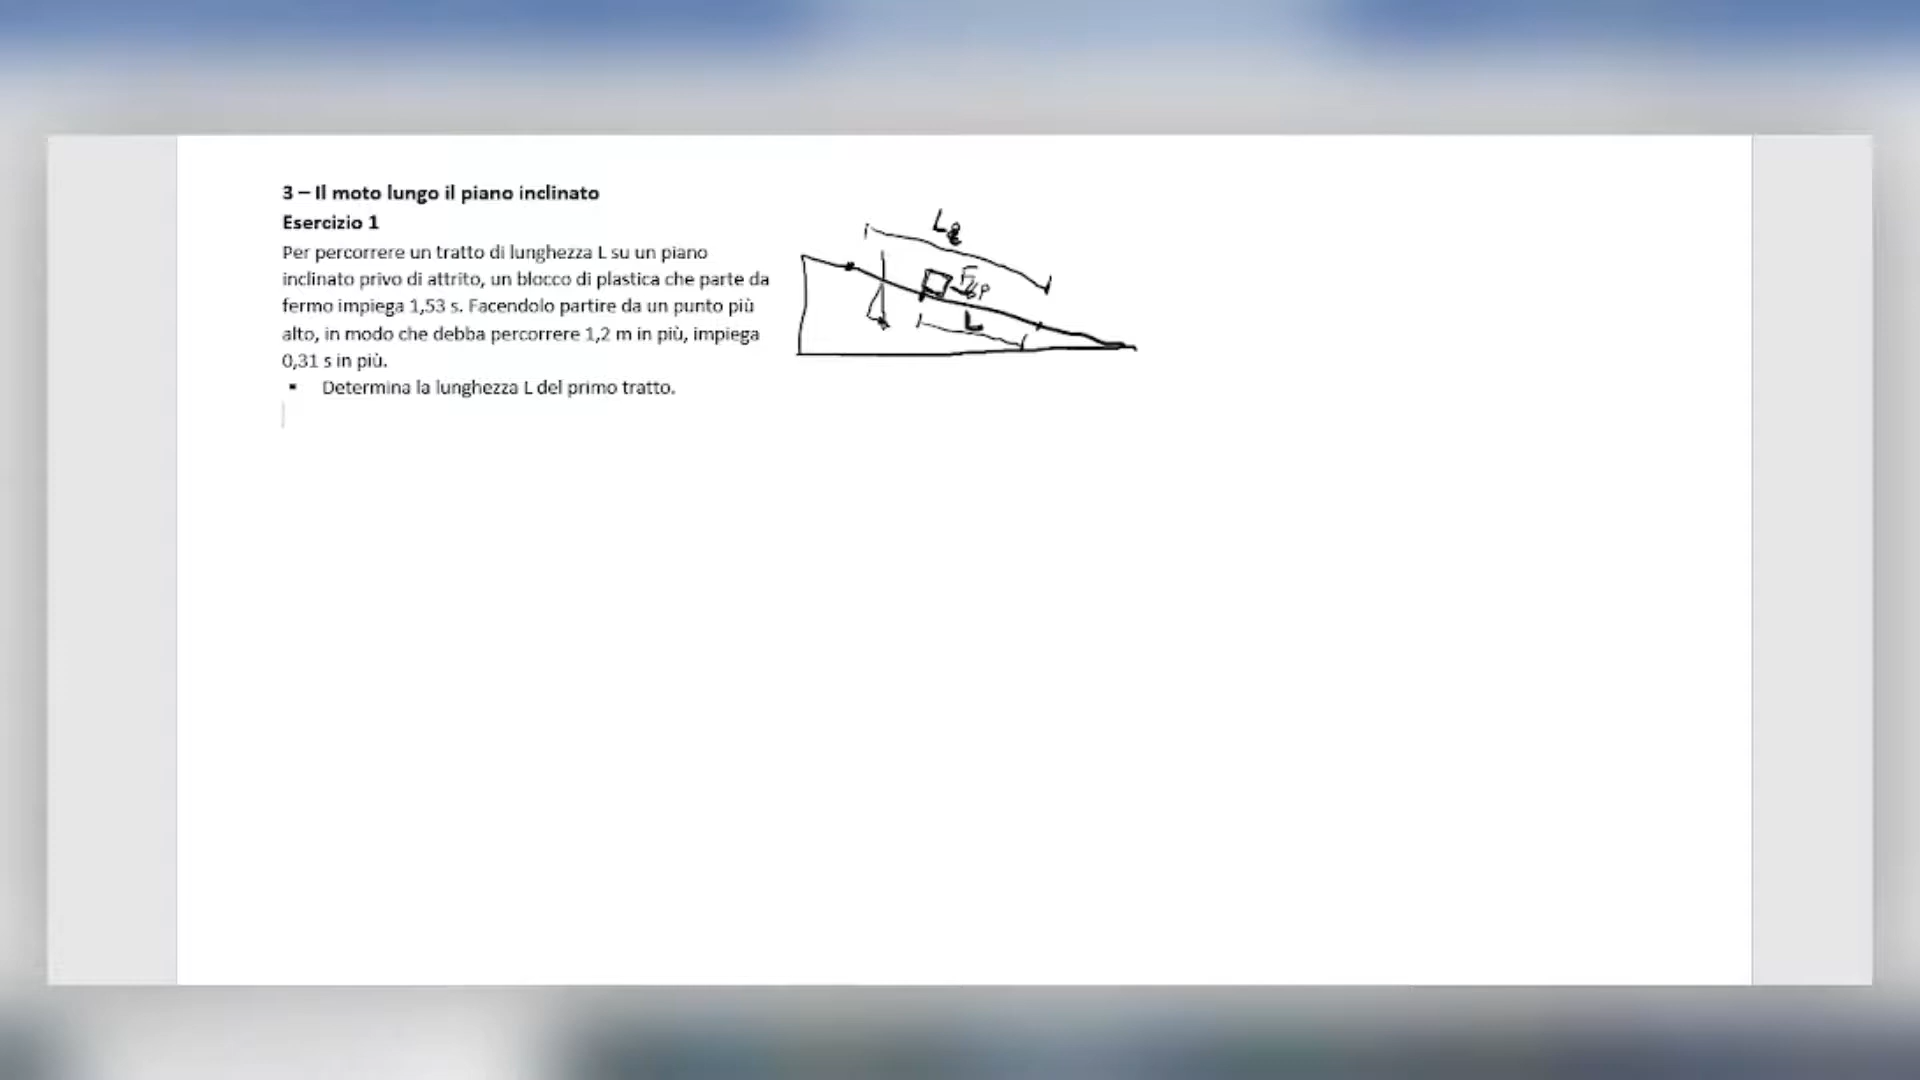 3 – Il moto lungo il piano inclinato
Esercizio 1
Per percorrere un tratto di lunghezza L su un piano
inclinato privo di attrito, un blocco di plastica che parte da
fermo impiega 1,53 s. Facendolo partire da un punto più
alto, in modo che debba percorrere 1,2 m in più, impiega
0,31 s in più.
▪ Determina la lunghezza L del primo tratto.
L
L